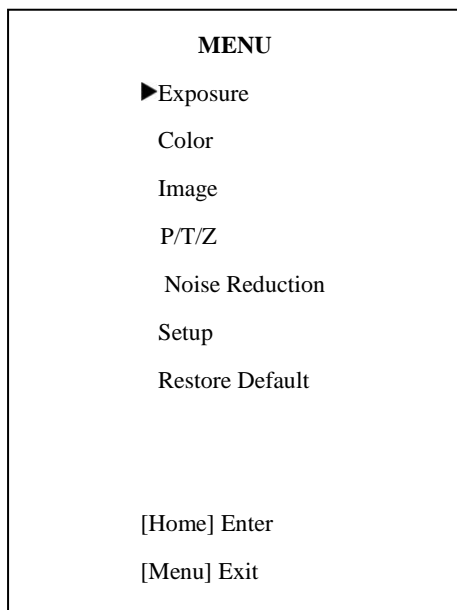 MENU
▶Exposure
Color
Image
P/T/Z
Noise Reduction
Setup
Restore Default
[Home] Enter
[Menu] Exit